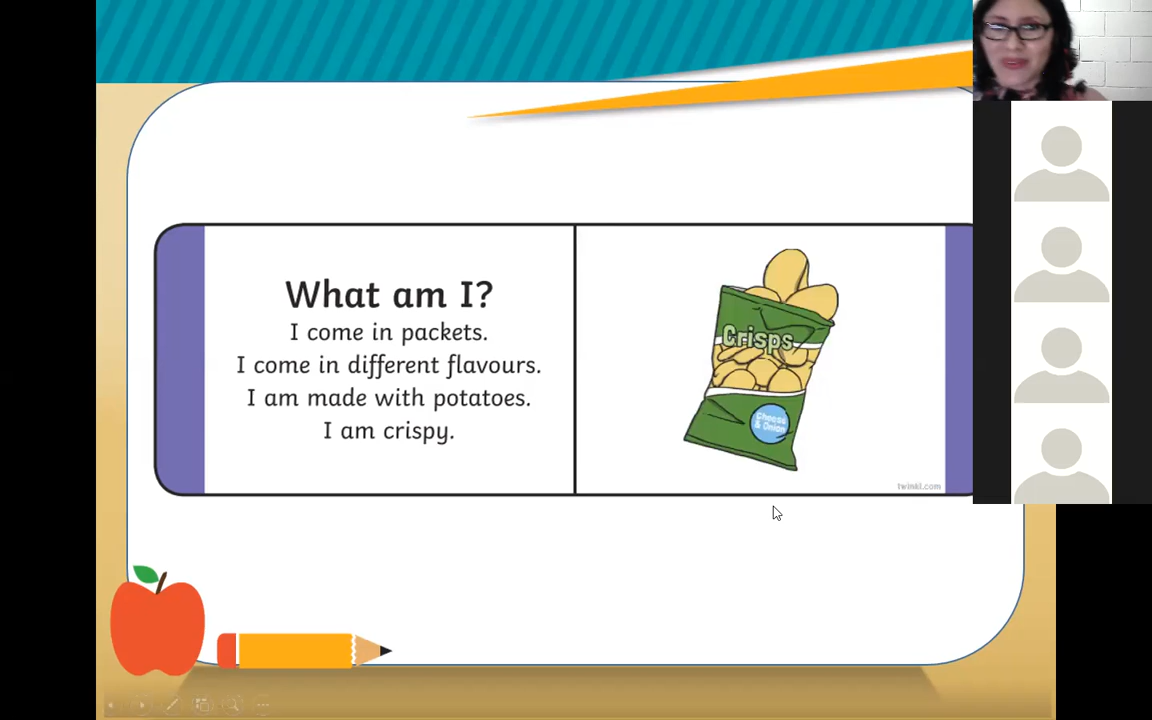 What am I?
I come in packets.
I come in different flavours.
I am made with potatoes.
I am crispy.
Crisps
Cheese
& Onion
twinkl.com